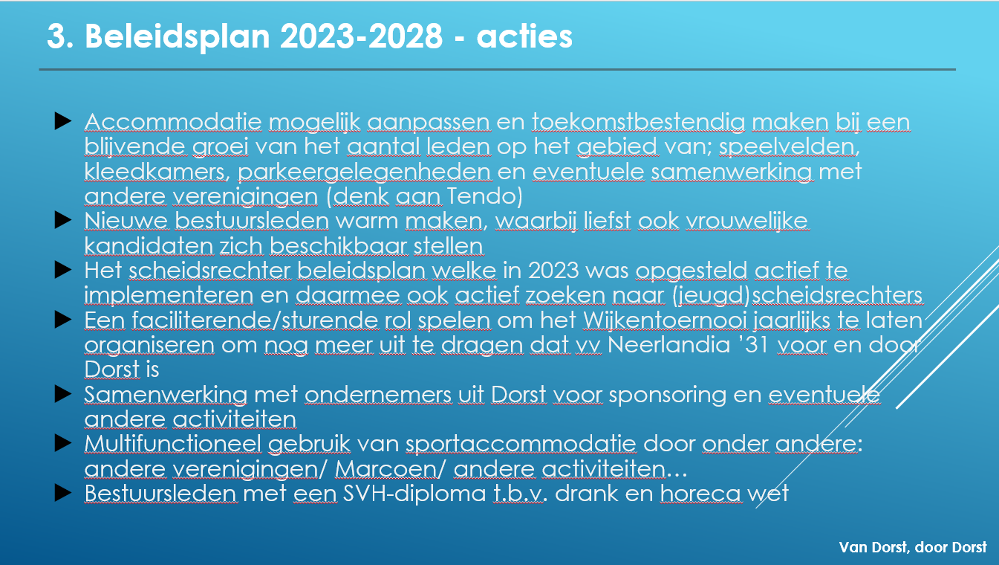 3. Beleidsplan 2023-2028 - acties
Accommodatie mogelijk aanpassen en toekomstbestendig maken bij een
blijvende groei van het aantal leden op het gebied van; speelvelden,
kleedkamers, parkeergelegenheden en eventuele samenwerking met
andere verenigingen (denk aan Tendo)
Nieuwe bestuursleden warm maken, waarbij liefst ook vrouwelijke
kandidaten zich beschikbaar stellen
Het scheidsrechter beleidsplan welke in 2023 was opgesteld actief te
implementeren en daarmee ook actief zoeken naar (jeugd)scheidsrechters
Een faciliterende/sturende rol spelen om het Wijkentoernooi jaarlijks te laten
organiseren om nog meer uit te dragen dat vv Neerlandia ’31 voor en door
Dorst is
Samenwerking met ondernemers uit Dorst voor sponsoring en eventuele
andere activiteiten
Multifunctioneel gebruik van sportaccommodatie door onder andere:
andere verenigingen/ Marcoen/ andere activiteiten…
Bestuursleden met een SVH-diploma t.b.v. drank en horeca wet
Van Dorst, door Dorst